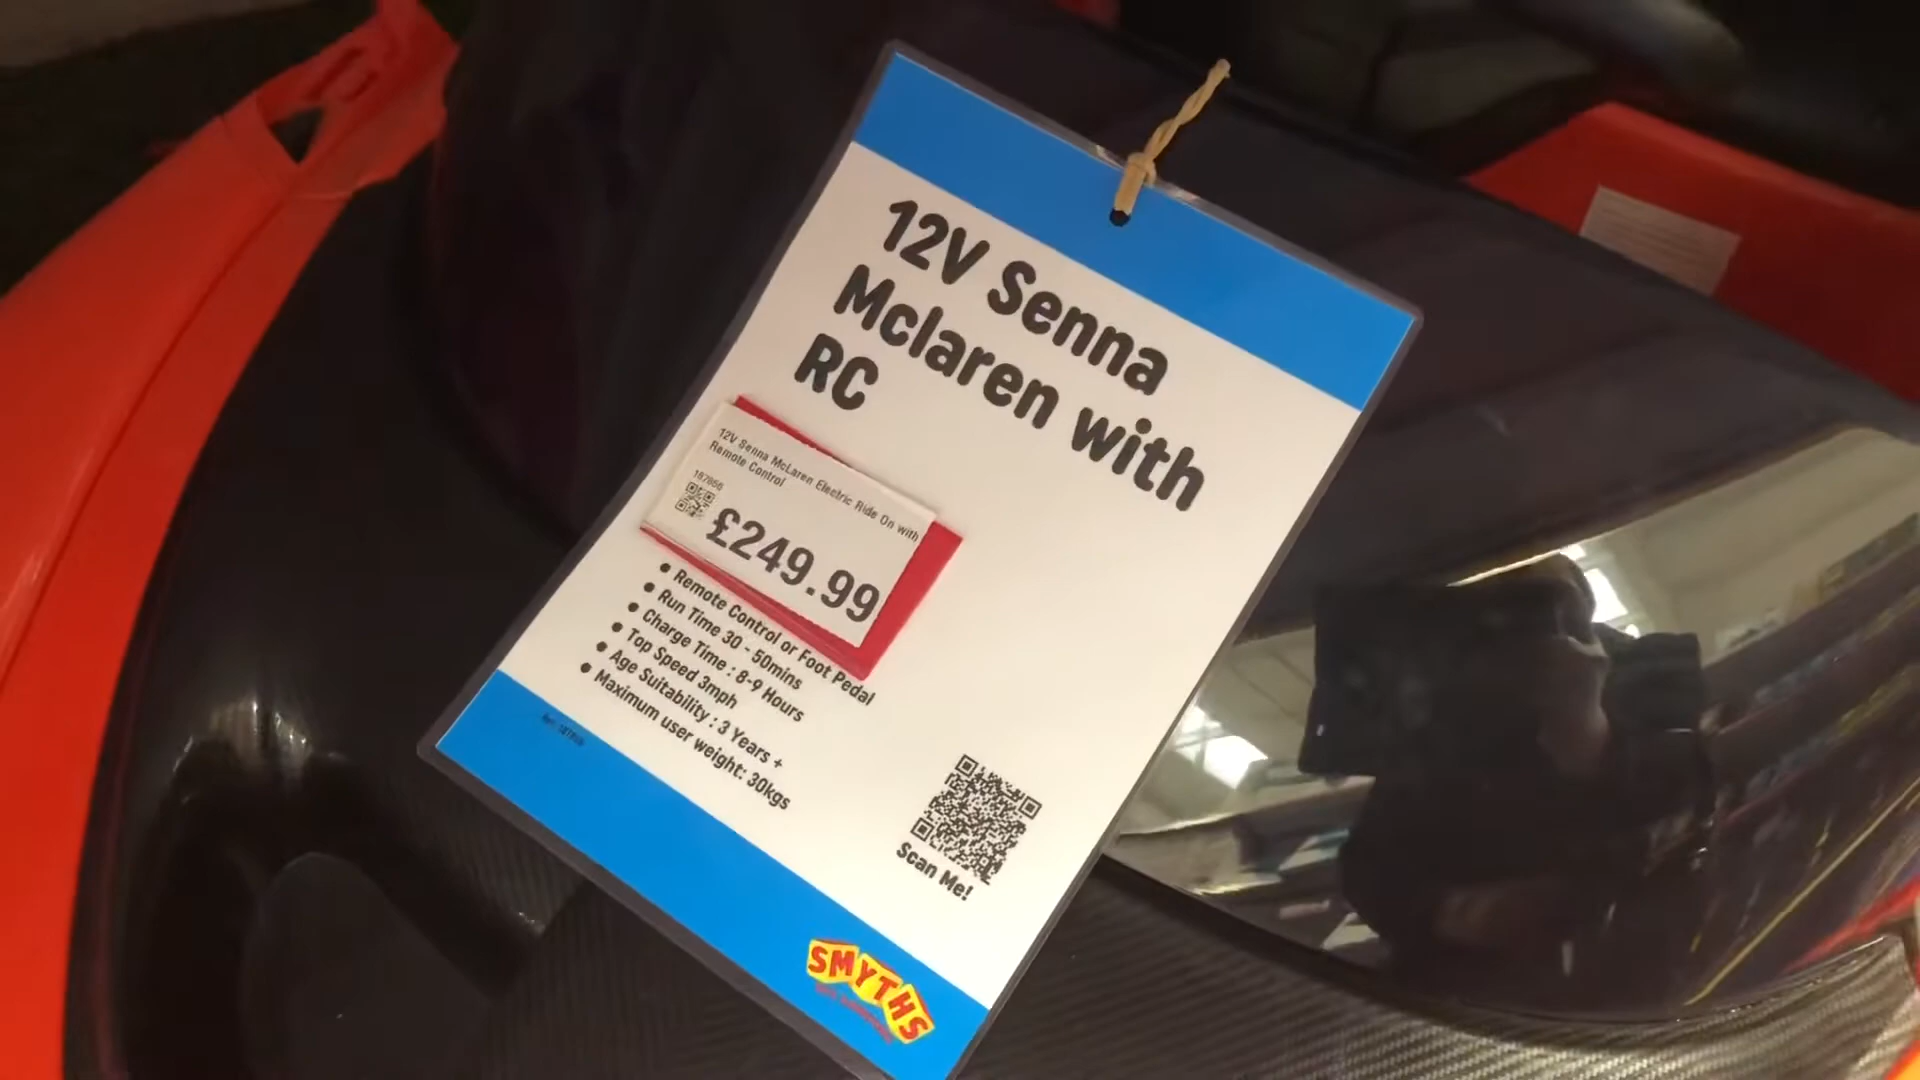 12V Senna
Mclaren with
RC
12V Senna McLaren Electric Ride On with
Remote Control
187856
£249.99
• Remote Control or Foot Pedal
• Run Time 30 - 50mins
• Charge Time : 8-9 Hours
• Top Speed 3mph
• Age Suitability : 3 Years +
• Maximum user weight: 30kgs
Scan Me!
SMYTHS